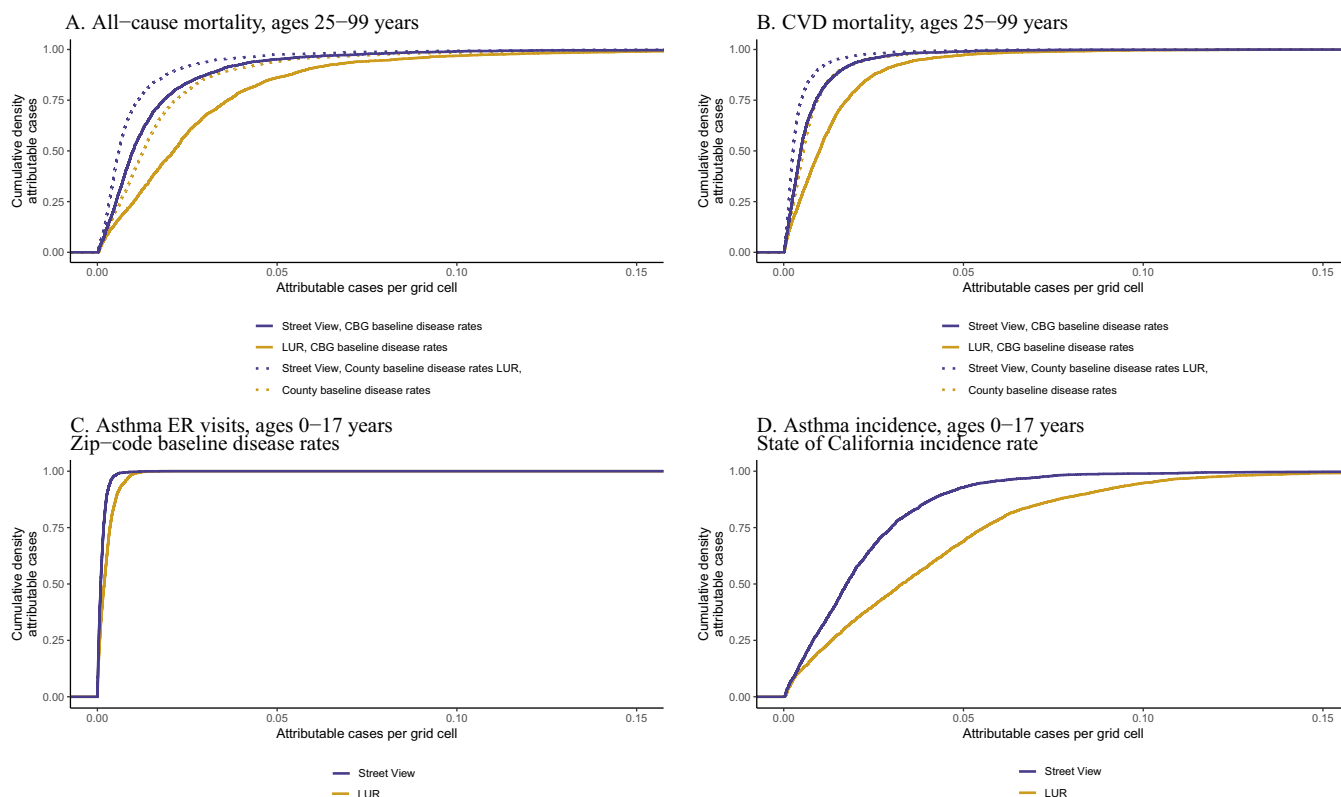 A. All−cause mortality, ages 25−99 years
1.00
0.75
0.50
0.25
0.00
Cumulative density
attributable cases
0.00 0.05 0.10 0.15
Attributable cases per grid cell
Street View, CBG baseline disease rates
LUR, CBG baseline disease rates
Street View, County baseline disease rates LUR,
County baseline disease rates
B. CVD mortality, ages 25−99 years
1.00
0.75
0.50
0.25
0.00
Cumulative density
attributable cases
0.00 0.05 0.10 0.15
Attributable cases per grid cell
Street View, CBG baseline disease rates
LUR, CBG baseline disease rates
Street View, County baseline disease rates LUR,
County baseline disease rates
C. Asthma ER visits, ages 0−17 years
Zip−code baseline disease rates
1.00
0.75
0.50
0.25
0.00
Cumulative density
attributable cases
0.00 0.05 0.10 0.15
Attributable cases per grid cell
Street View
LUR
D. Asthma incidence, ages 0−17 years
State of California incidence rate
1.00
0.75
0.50
0.25
0.00
Cumulative density
attributable cases
0.00 0.05 0.10 0.15
Attributable cases per grid cell
Street View
LUR